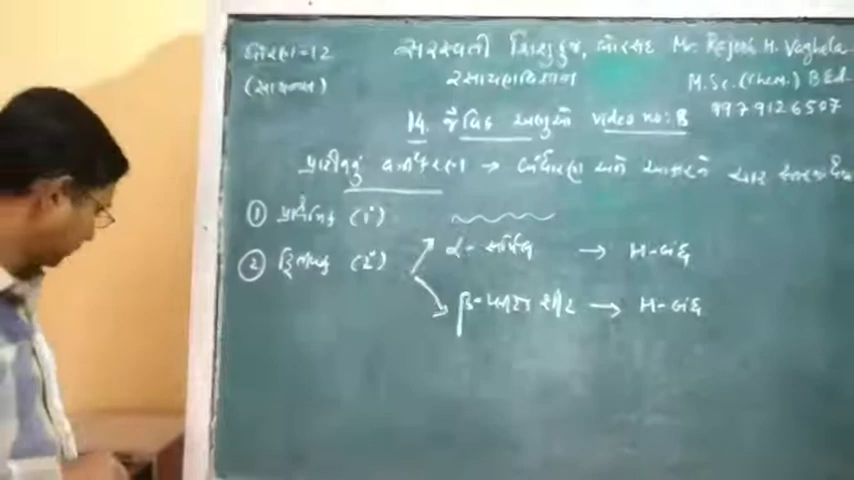 ધોરણ=12 સરસ્વતી શિશુકુંજ, બોરસદ Mr. Rajesh H. Vaghela
(સાયન્સ) રસાયણવિજ્ઞાન M.Sc. (Chem.) B.Ed.
9979126507
14. જૈવિક અણુઓ video no: 8
પ્રોટીનનું વર્ગીકરણ → બંધારણ અને આકારને
① પ્રાથમિક (1°)
② દ્વિતીયક (2°) α- સર્પિલ → H-બંધ
β- → H-બંધ